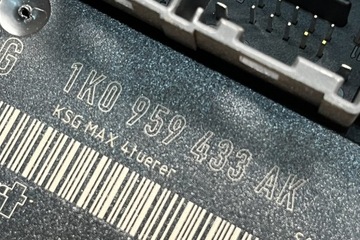 G
1K0 959 433 AK
KSG MAX 4tuerer